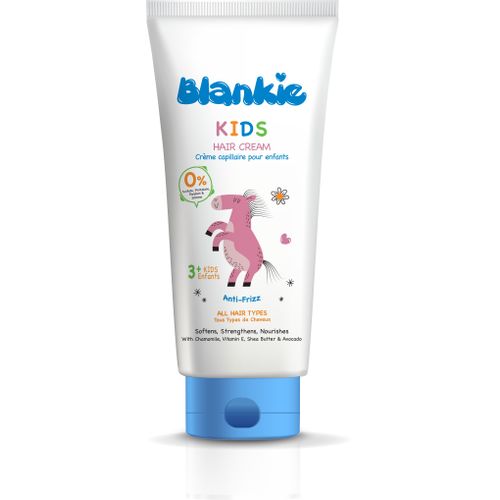 Blankie
KIDS
HAIR CREAM
Crème capillaire pour enfants
0%
3+ KIDS
Enfants
Anti-Frizz
ALL HAIR TYPES
Tous Types de Cheveux
Softens, Strengthens, Nourishes
With Chamomile, Vitamin E, Shea Butter & Avocado